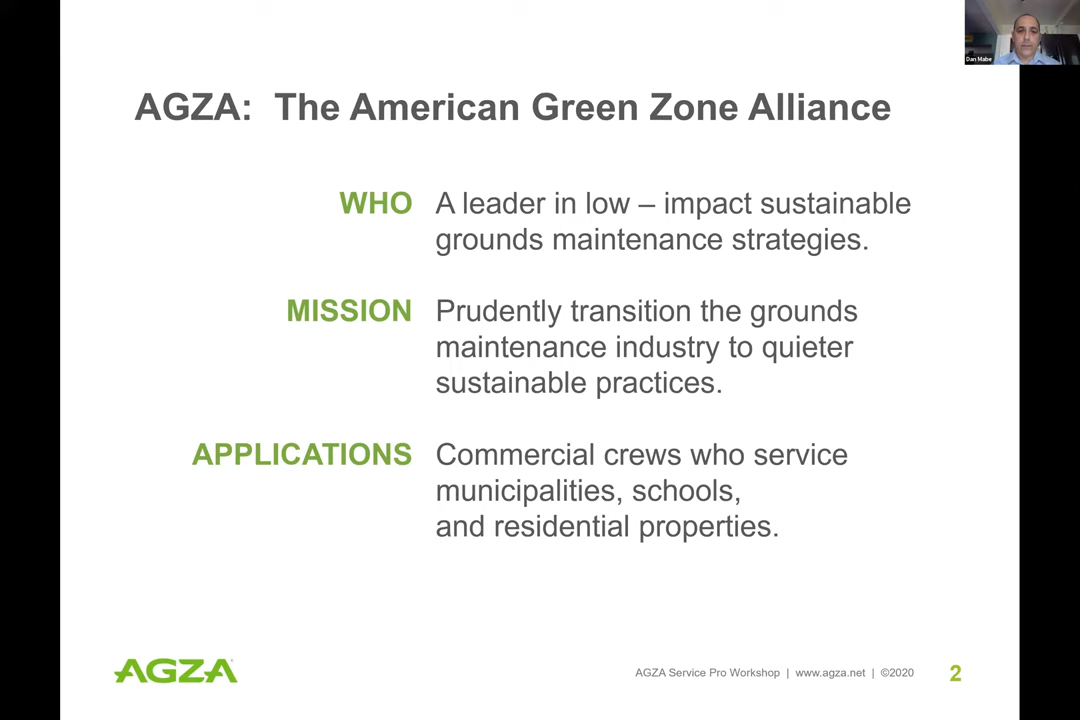 Dan Mabe
AGZA: The American Green Zone Alliance
WHO A leader in low – impact sustainable
grounds maintenance strategies.
MISSION Prudently transition the grounds
maintenance industry to quieter
sustainable practices.
APPLICATIONS Commercial crews who service
municipalities, schools,
and residential properties.
AGZA
AGZA Service Pro Workshop | www.agza.net | ©2020 2